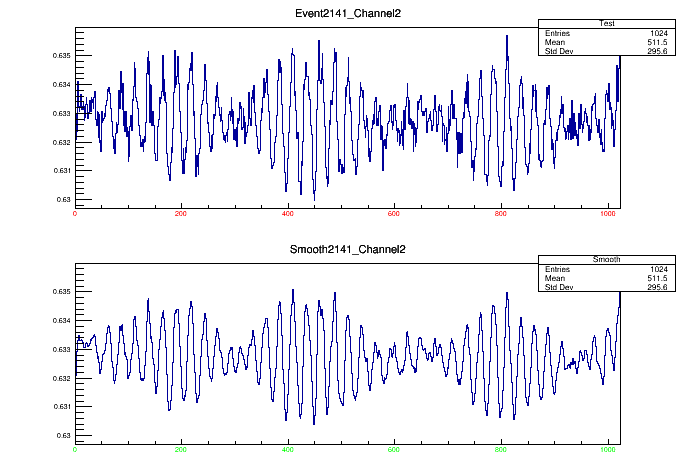 Event2141_Channel2
Test
Entries 1024
Mean 511.5
Std Dev 295.6
0.635
0.634
0.633
0.632
0.631
0.63
0 200 400 600 800 1000
Smooth2141_Channel2
Smooth
Entries 1024
Mean 511.5
Std Dev 295.6
0.635
0.634
0.633
0.632
0.631
0.63
0 200 400 600 800 1000